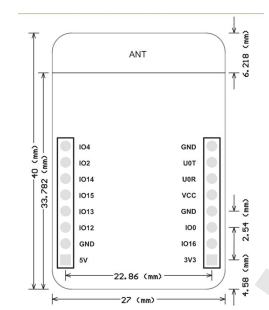 ANT
6.218 (mm)
40 (mm)
33.782 (mm)
IO4 GND
IO2 U0T
IO14 U0R
IO15 VCC
IO13 GND
IO12 IO0
GND IO16
5V 3V3
2.54 (mm)
22.86 (mm)
4.58 (mm)
27 (mm)